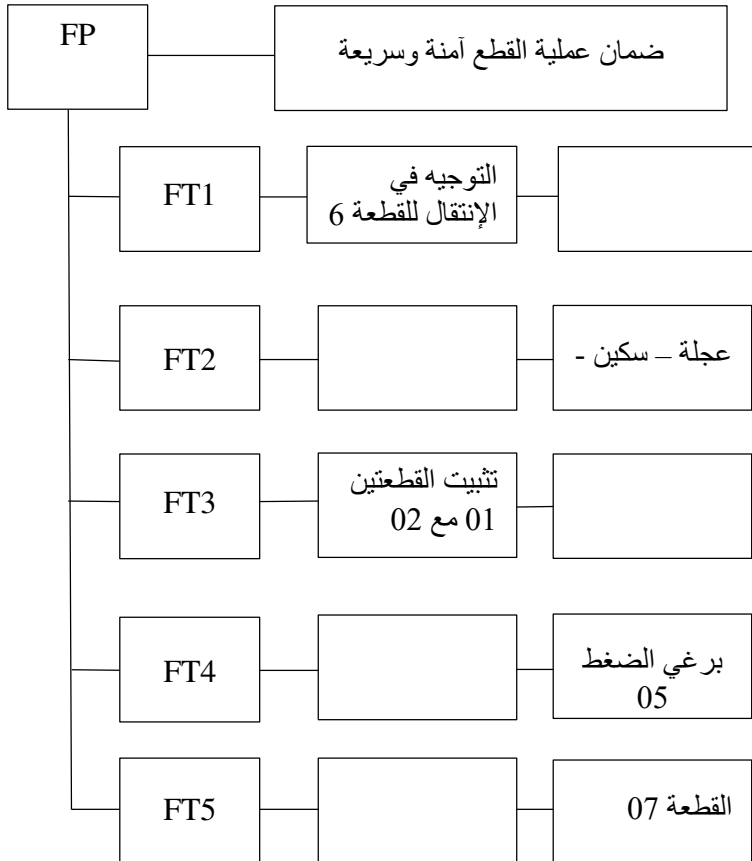 FP
ضمان عملية القطع آمنة وسريعة
FT1
التوجيه في
الإنتقال للقطعة 6
FT2
عجلة – سكين -
FT3
تثبيت القطعتين
01 مع 02
FT4
برغي الضغط
05
FT5
القطعة 07